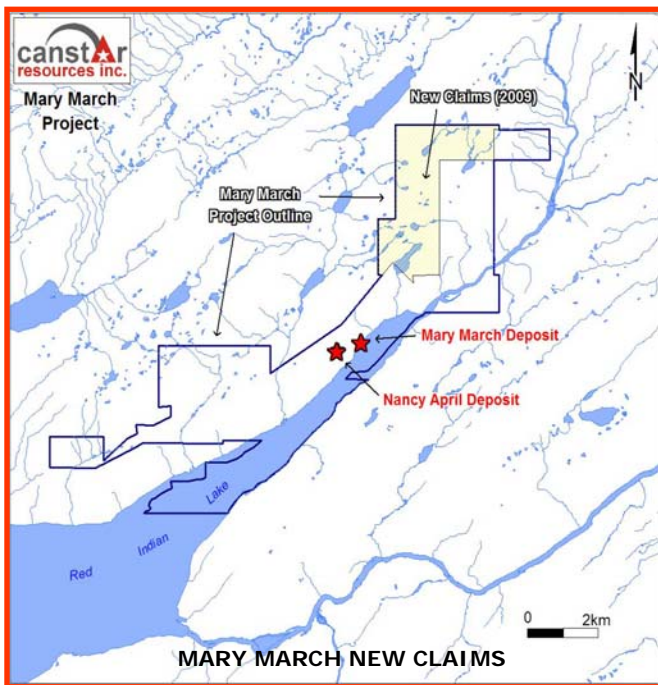 canstar
resources inc.
Mary March
Project
N
New Claims (2009)
Mary March
Project Outline
Mary March Deposit
Nancy April Deposit
Red Indian Lake
0 2km
MARY MARCH NEW CLAIMS